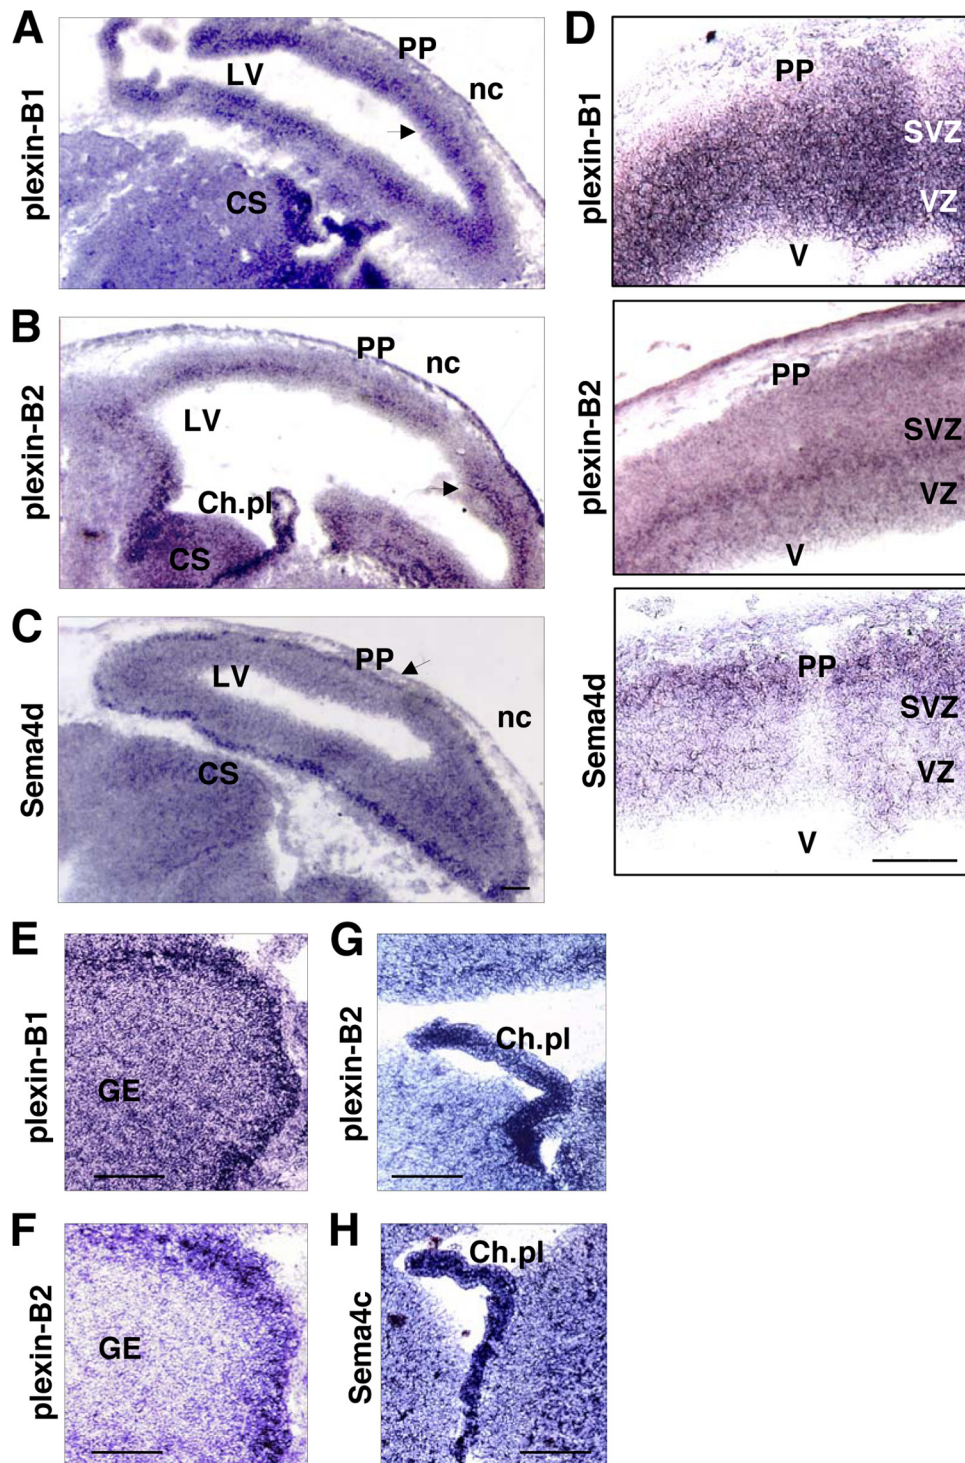 A
plexin-B1
LV
PP
nc
CS
B
plexin-B2
PP
nc
LV
Ch.pl
CS
C
Sema4d
PP
LV
nc
CS
D
plexin-B1
PP
SVZ
VZ
V
plexin-B2
PP
SVZ
VZ
V
Sema4d
PP
SVZ
VZ
V
E
plexin-B1
GE
F
plexin-B2
GE
G
plexin-B2
Ch.pl
H
Sema4c
Ch.pl